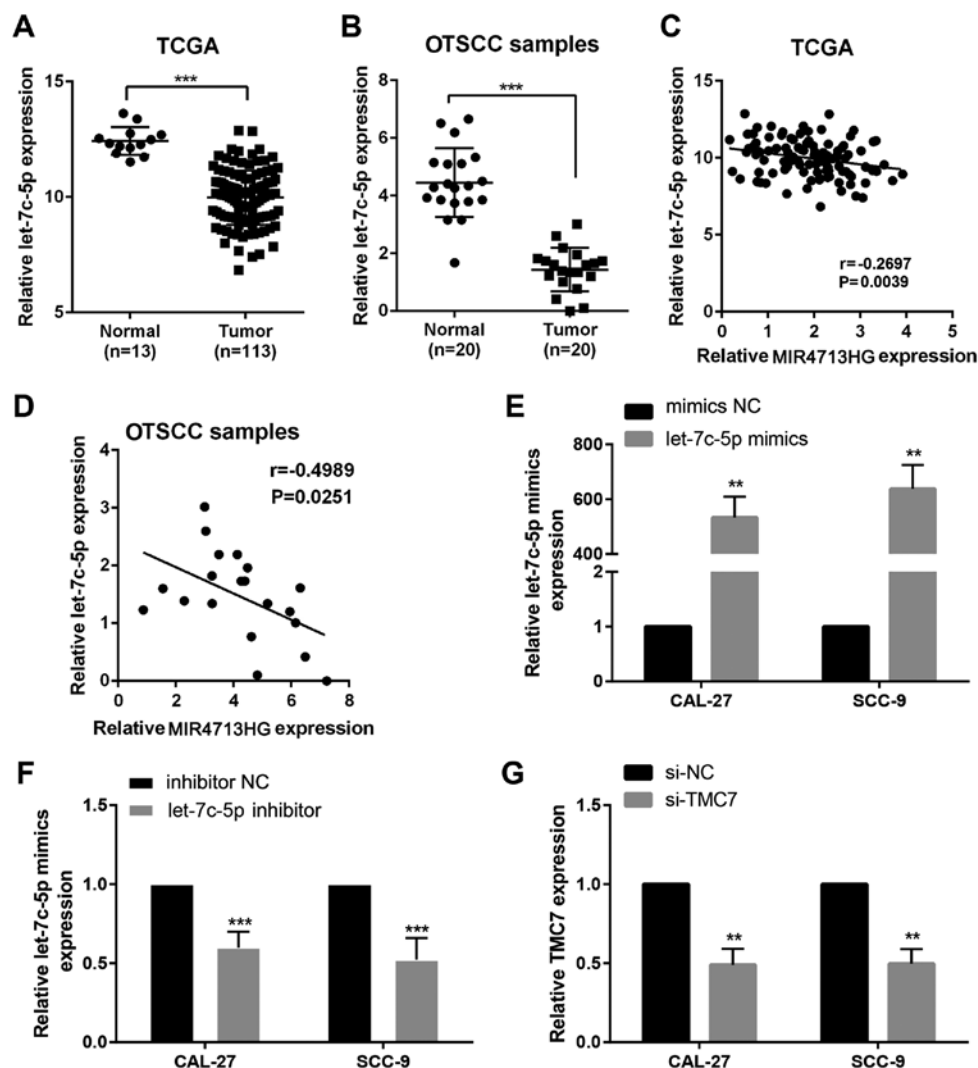 A
TCGA
***
Relative let-7c-5p expression
15
10
5
Normal
(n=13)
Tumor
(n=113)
B
OTSCC samples
***
Relative let-7c-5p expression
8
6
4
2
0
Normal
(n=20)
Tumor
(n=20)
C
TCGA
Relative let-7c-5p expression
15
10
5
0
r=-0.2697
P=0.0039
0 1 2 3 4 5
Relative MIR4713HG expression
D
OTSCC samples
r=-0.4989
P=0.0251
Relative let-7c-5p expression
4
3
2
1
0
0 2 4 6 8
Relative MIR4713HG expression
E
mimics NC
let-7c-5p mimics
Relative let-7c-5p mimics
expression
800
600
400
2
1
0
**
**
CAL-27 SCC-9
F
inhibitor NC
let-7c-5p inhibitor
Relative let-7c-5p mimics
expression
1.5
1.0
0.5
0.0
***
***
CAL-27 SCC-9
G
si-NC
si-TMC7
Relative TMC7 expression
1.5
1.0
0.5
0.0
**
**
CAL-27 SCC-9